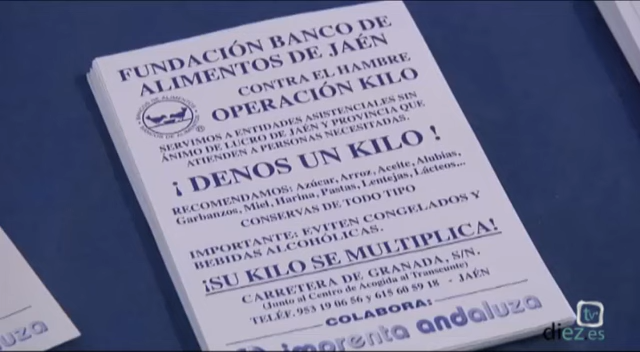 FUNDACIÓN BANCO DE
ALIMENTOS DE JAÉN
CONTRA EL HAMBRE
OPERACIÓN KILO
SERVIMOS A ENTIDADES ASISTENCIALES SIN
ÁNIMO DE LUCRO DE JAÉN Y PROVINCIA QUE
ATIENDEN A PERSONAS NECESITADAS.
¡ DENOS UN KILO !
RECOMENDAMOS: Azúcar, Arroz, Aceite, Alubias,
Garbanzos, Miel, Harina, Pastas, Lentejas, Lácteos...
CONSERVAS DE TODO TIPO
IMPORTANTE: EVITEN CONGELADOS Y
BEBIDAS ALCOHÓLICAS.
¡SU KILO SE MULTIPLICA!
CARRETERA DE GRANADA, S/N.
(Junto al Centro de Acogida al Transeunte)
TELÉF. 953 19 06 56 y 615 60 59 18 - JAÉN
COLABORA:
imprenta andaluza
uza
tv
diez.es